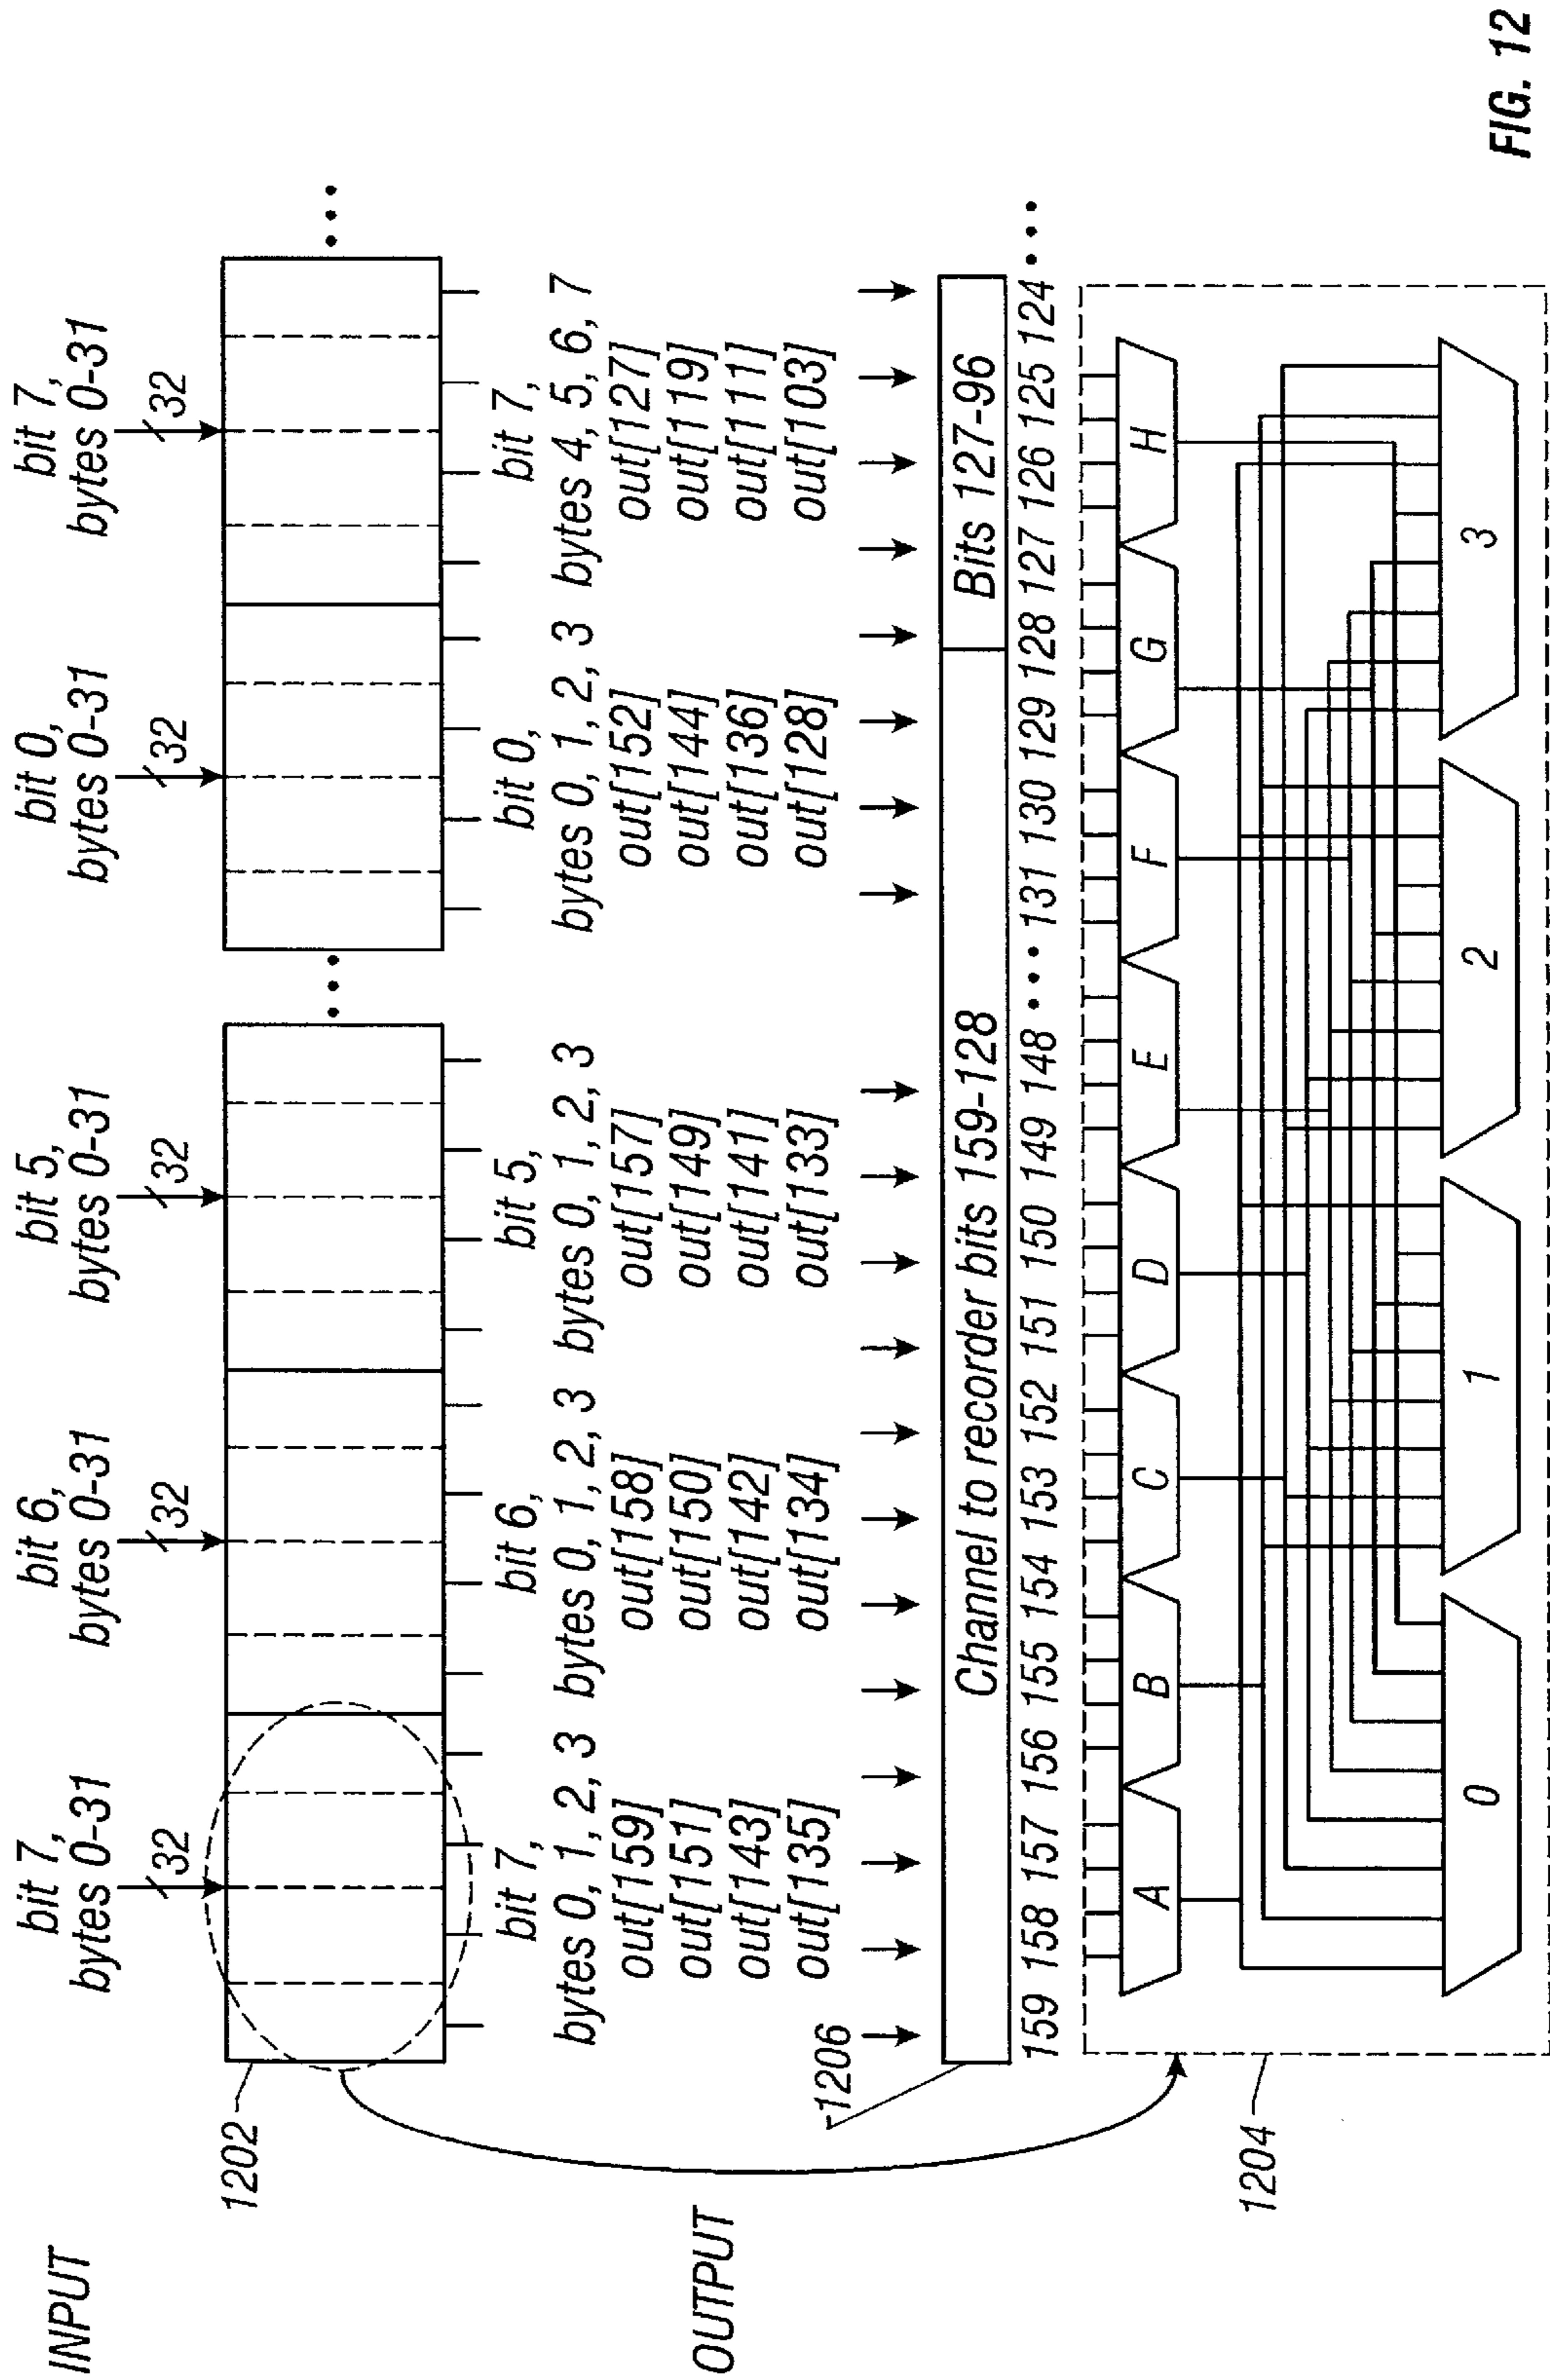 INPUT
bit 7,
bytes 0-31
32
bit 6,
bytes 0-31
32
bit 5,
bytes 0-31
32
bit 0,
bytes 0-31
32
bit 7,
bytes 0-31
32
1202
OUTPUT
bit 7,
bytes 0, 1, 2, 3
out[159]
out[151]
out[143]
out[135]
bit 6,
bytes 0, 1, 2, 3
out[158]
out[150]
out[142]
out[134]
bit 5,
bytes 0, 1, 2, 3
out[157]
out[149]
out[141]
out[133]
bit 0,
bytes 0, 1, 2, 3
out[152]
out[144]
out[136]
out[128]
bit 7,
bytes 4, 5, 6, 7
out[127]
out[119]
out[111]
out[103]
1206
Channel to recorder bits 159-128
Bits 127-96
159 158 157 156 155 154 153 152 151 150 149 148 ••• 131 130 129 128 127 126 125 124 •••
A B C D E F G H
1204
0 1 2 3
FIG. 12